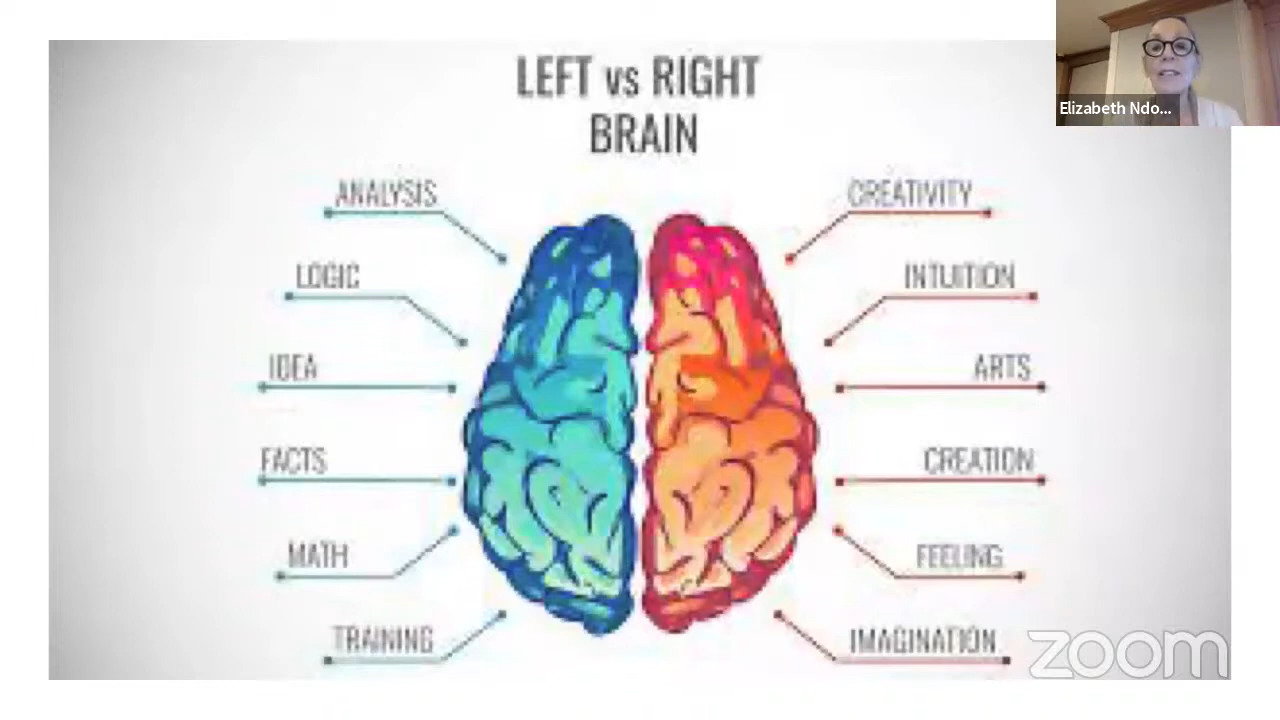 LEFT vs RIGHT
BRAIN
ANALYSIS
LOGIC
IDEA
FACTS
MATH
TRAINING
CREATIVITY
INTUITION
ARTS
CREATION
FEELING
IMAGINATION
Elizabeth Ndo...
zoom